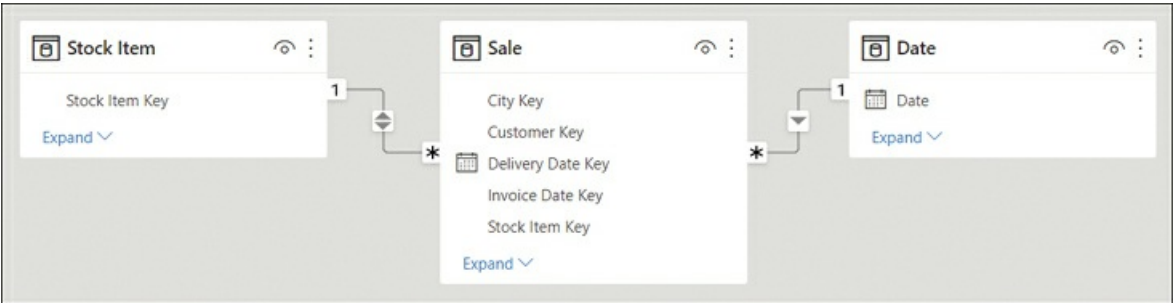 Stock Item
Stock Item Key
Expand
1
*
Sale
City Key
Customer Key
Delivery Date Key
Invoice Date Key
Stock Item Key
Expand
*
1
Date
Date
Expand